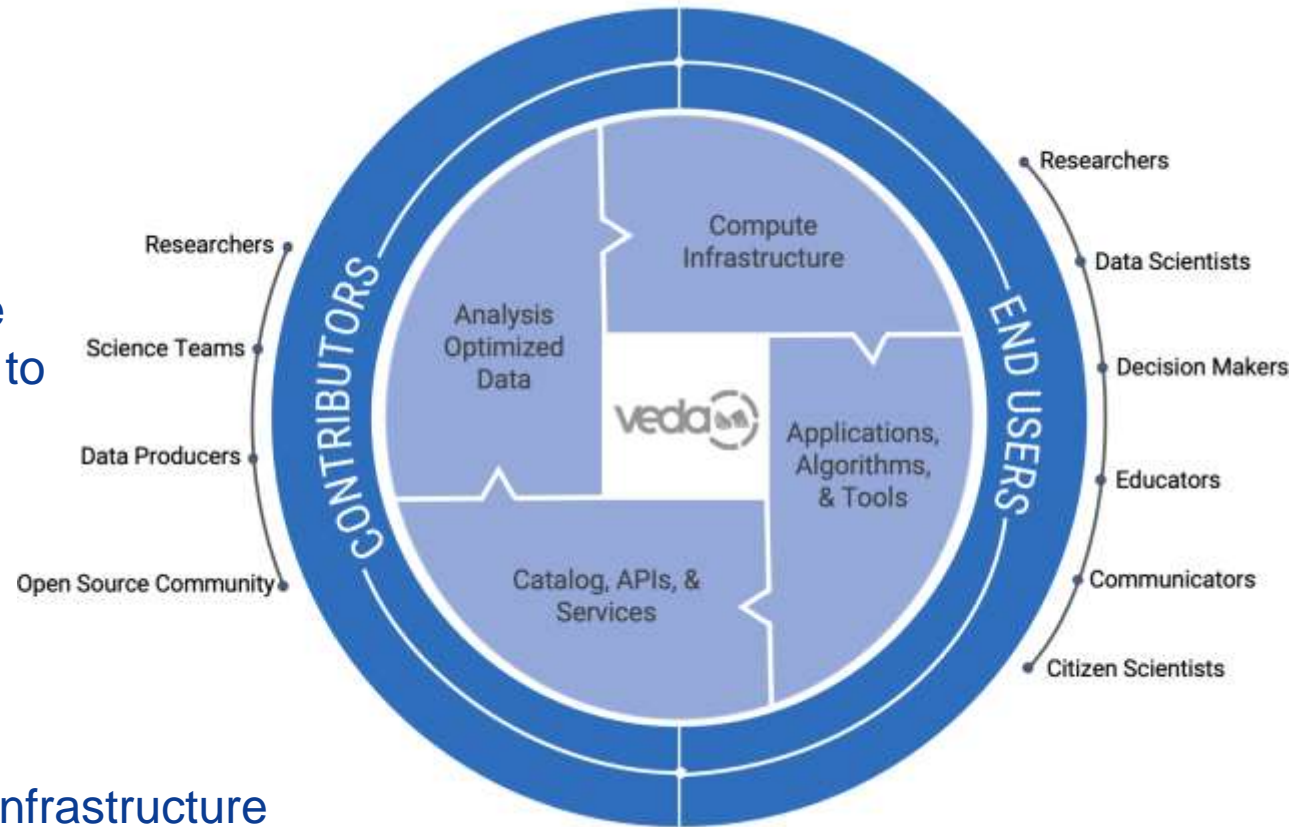 Researchers
Science Teams
to
Data Producers
Open Source Community
nfrastructure
CONTRIBUTORS
Compute
Infrastructure
Analysis
Optimized
Data
veda
Applications,
Algorithms,
& Tools
Catalog, APIs, &
Services
END USERS
Researchers
Data Scientists
Decision Makers
Educators
Communicators
Citizen Scientists